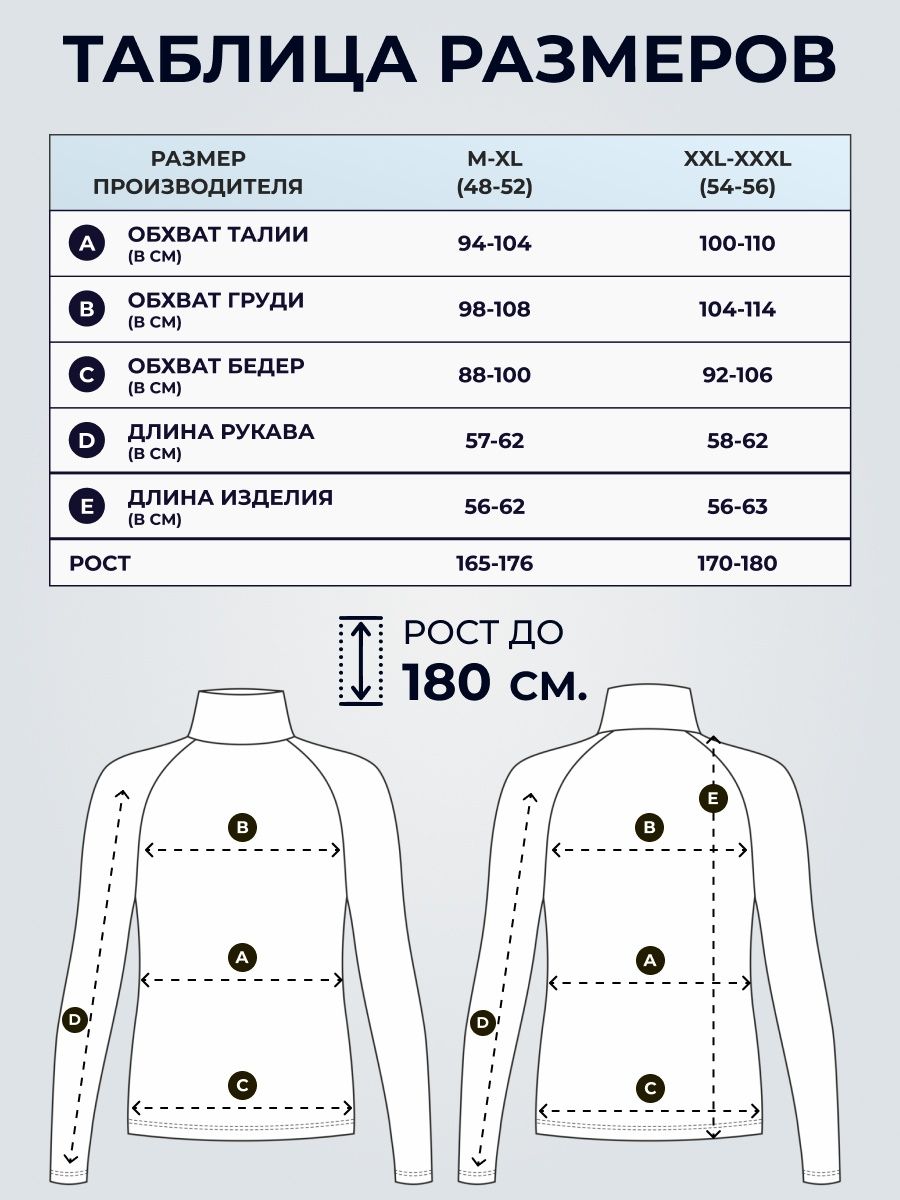 ТАБЛИЦА РАЗМЕРОВ
РАЗМЕР ПРОИЗВОДИТЕЛЯ M-XL (48-52) XXL-XXXL (54-56)
A ОБХВАТ ТАЛИИ (В СМ) 94-104 100-110
B ОБХВАТ ГРУДИ (В СМ) 98-108 104-114
C ОБХВАТ БЕДЕР (В СМ) 88-100 92-106
D ДЛИНА РУКАВА (В СМ) 57-62 58-62
E ДЛИНА ИЗДЕЛИЯ (В СМ) 56-62 56-63
РОСТ 165-176 170-180
РОСТ ДО
180 СМ.
B
A
D
C
E
B
A
D
C